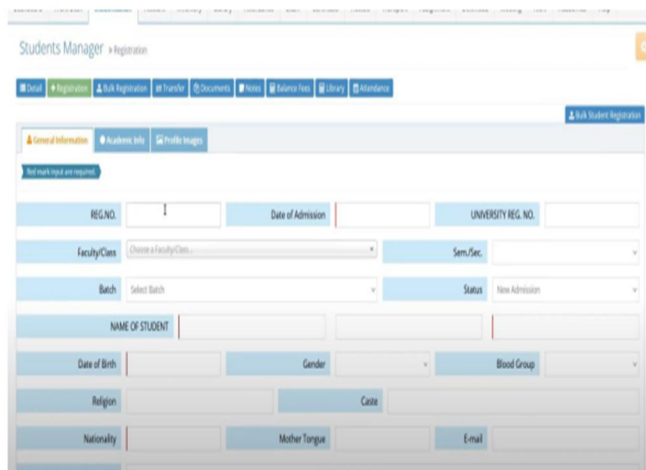 Students Manager » Registration
Detail Registration Bulk Registration Transfer Documents Notes Balance Fees Library Attendance
Bulk Student Registration
General Information Academic Info Profile Images
Red mark input are required.
REG.NO. Date of Admission UNIVERSITY REG. NO.
Faculty/Class Choose a Faculty/Class... Sem./Sec.
Batch Select Batch Status New Admission
NAME OF STUDENT
Date of Birth Gender Blood Group
Religion Caste
Nationality Mother Tongue E-mail